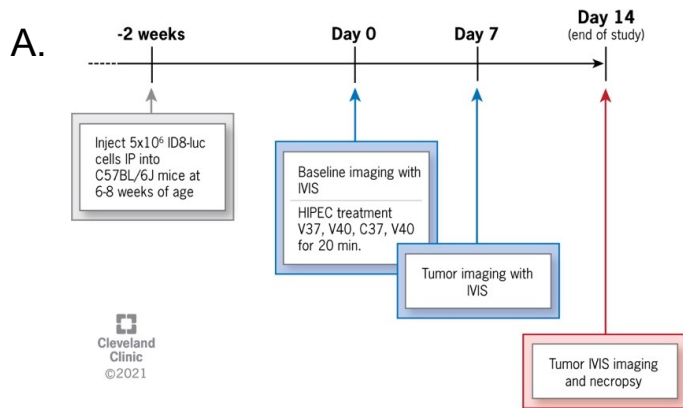 A.
-2 weeks
Day 0
Day 7
Day 14
(end of study)
Inject 5x10⁶ ID8-luc
cells IP into
C57BL/6J mice at
6-8 weeks of age
Baseline imaging with
IVIS
HIPEC treatment
V37, V40, C37, V40
for 20 min.
Tumor imaging with
IVIS
Tumor IVIS imaging
and necropsy
Cleveland
Clinic
©2021